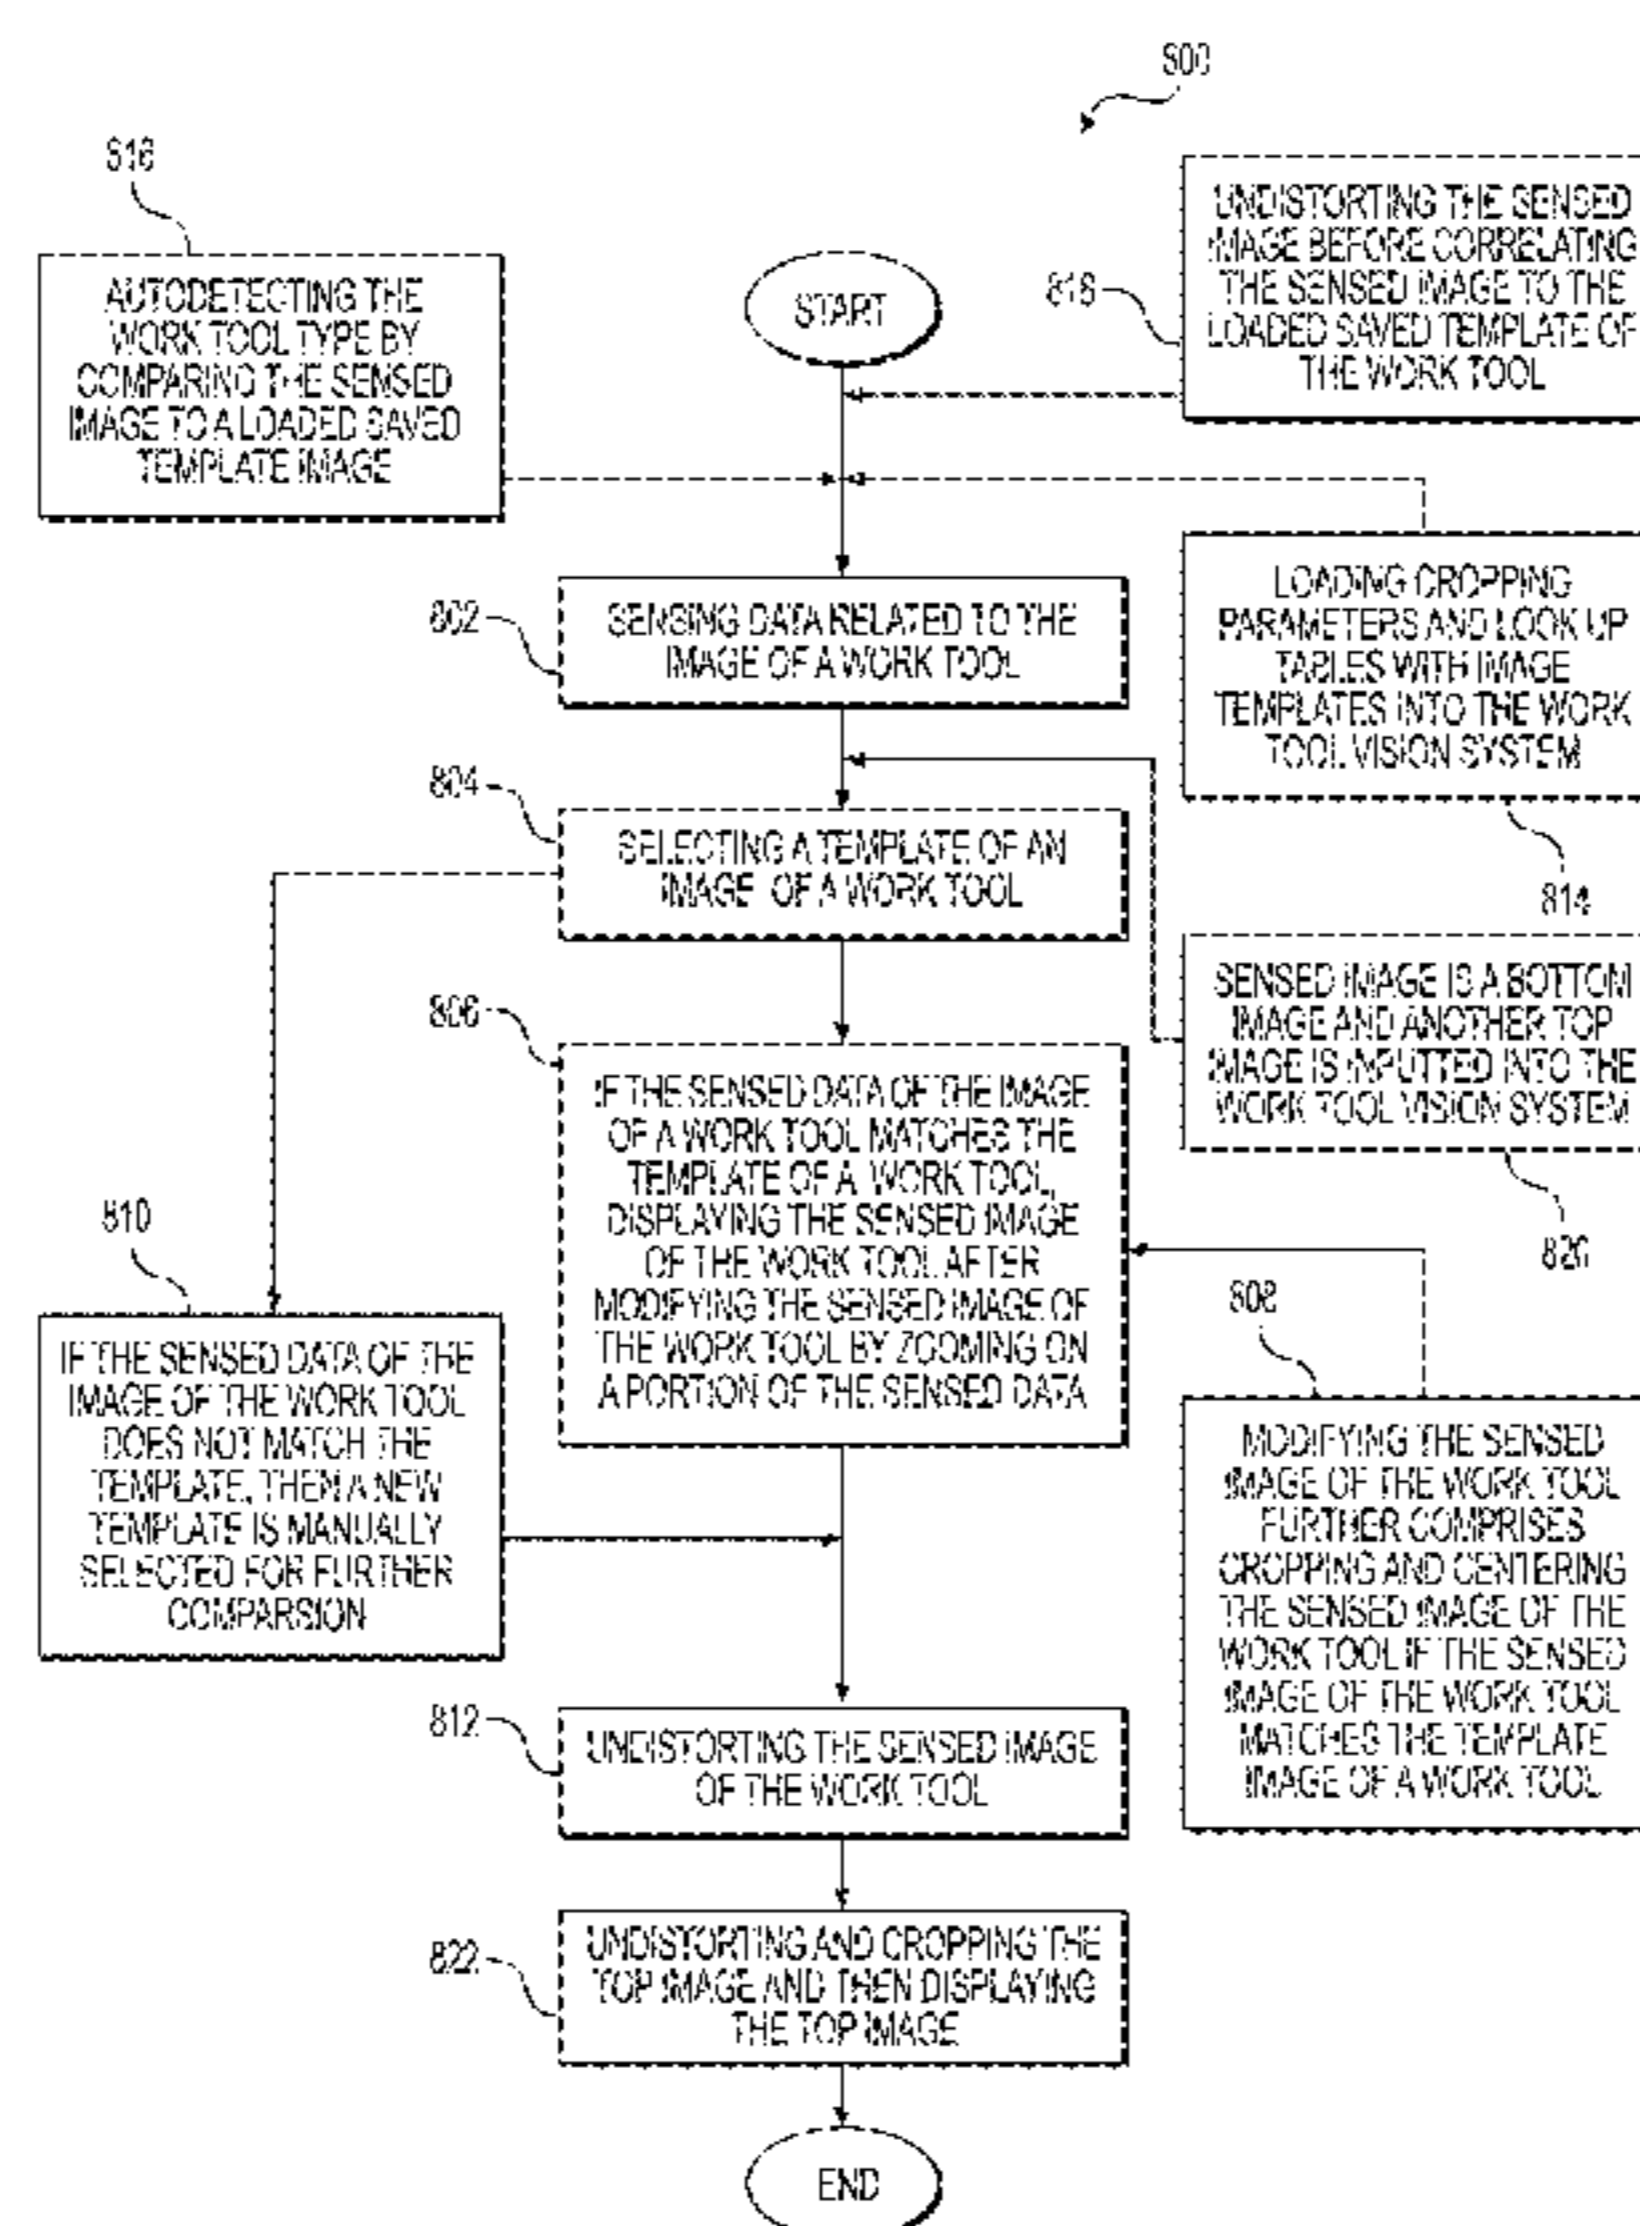 800
816
AUTODETECTING THE
WORK TOOL TYPE BY
COMPARING THE SENSED
IMAGE TO A LOADED SAVED
TEMPLATE IMAGE
START
818
UNDISTORTING THE SENSED
IMAGE BEFORE CORRELATING
THE SENSED IMAGE TO THE
LOADED SAVED TEMPLATE OF
THE WORK TOOL
802
SENSING DATA RELATED TO THE
IMAGE OF A WORK TOOL
LOADING CROPPING
PARAMETERS AND LOOK UP
TABLES WITH IMAGE
TEMPLATES INTO THE WORK
TOOL VISION SYSTEM
814
804
SELECTING A TEMPLATE OF AN
IMAGE OF A WORK TOOL
SENSED IMAGE IS A BOTTOM
IMAGE AND ANOTHER TOP
IMAGE IS INPUTTED INTO THE
WORK TOOL VISION SYSTEM
820
806
IF THE SENSED DATA OF THE IMAGE
OF A WORK TOOL MATCHES THE
TEMPLATE OF A WORK TOOL,
DISPLAYING THE SENSED IMAGE
OF THE WORK TOOL AFTER
MODIFYING THE SENSED IMAGE OF
THE WORK TOOL BY ZOOMING ON
A PORTION OF THE SENSED DATA
810
IF THE SENSED DATA OF THE
IMAGE OF THE WORK TOOL
DOES NOT MATCH THE
TEMPLATE, THEN A NEW
TEMPLATE IS MANUALLY
SELECTED FOR FURTHER
COMPARSION
808
MODIFYING THE SENSED
IMAGE OF THE WORK TOOL
FURTHER COMPRISES
CROPPING AND CENTERING
THE SENSED IMAGE OF THE
WORK TOOL IF THE SENSED
IMAGE OF THE WORK TOOL
MATCHES THE TEMPLATE
IMAGE OF A WORK TOOL
812
UNDISTORTING THE SENSED IMAGE
OF THE WORK TOOL
822
UNDISTORTING AND CROPPING THE
TOP IMAGE AND THEN DISPLAYING
THE TOP IMAGE
END